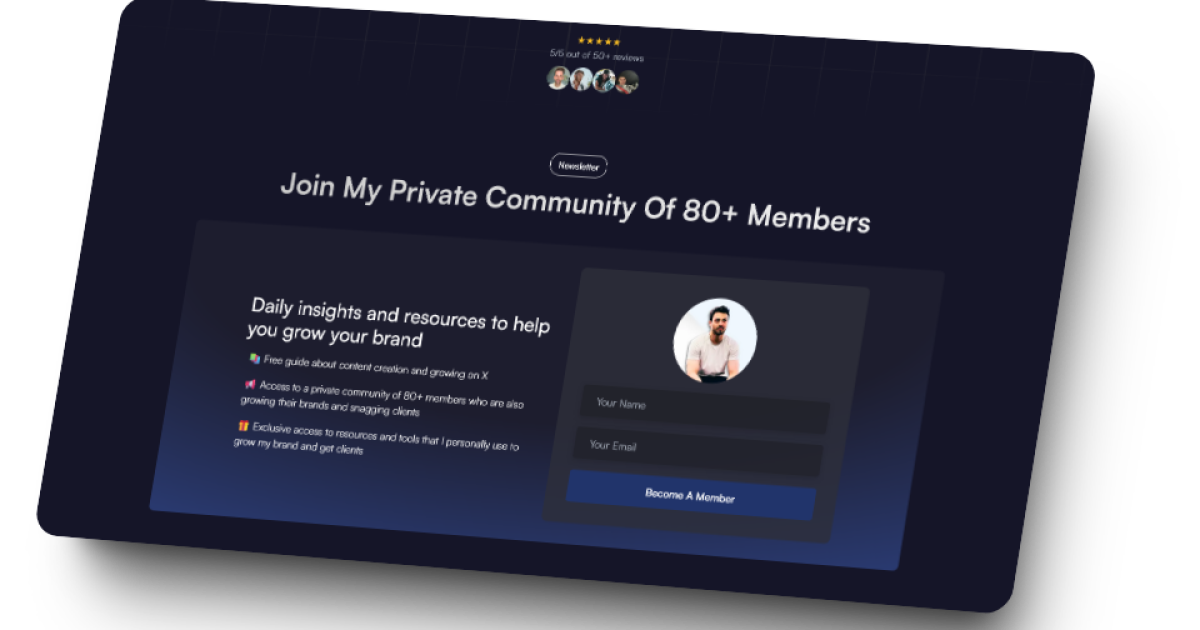 ★★★★★
5/5 out of 50+ reviews
Newsletter
Join My Private Community Of 80+ Members
Daily insights and resources to help
you grow your brand
📚 Free guide about content creation and growing on X
📢 Access to a private community of 80+ members who are also
growing their brands and snagging clients
🎁 Exclusive access to resources and tools that I personally use to
grow my brand and get clients
Your Name
Your Email
Become A Member